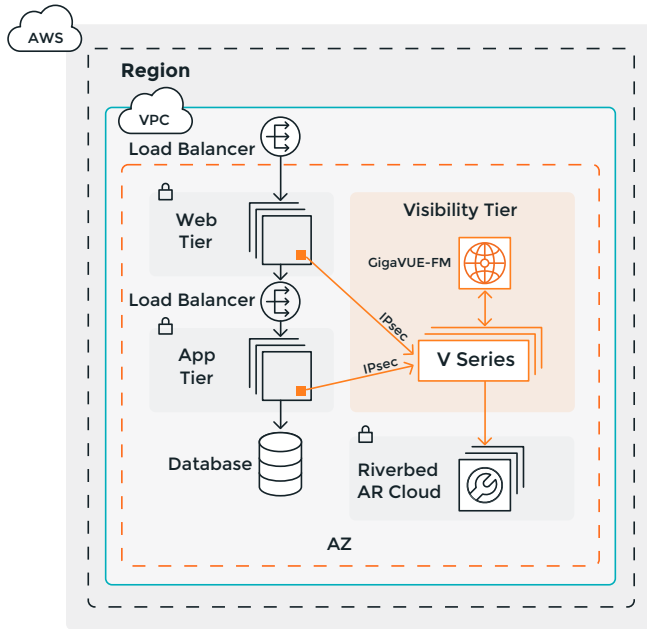 AWS
Region
VPC
Load Balancer
Web
Tier
Visibility Tier
GigaVUE-FM
Load Balancer
IPsec
App
Tier
IPsec
V Series
Database
Riverbed
AR Cloud
AZ